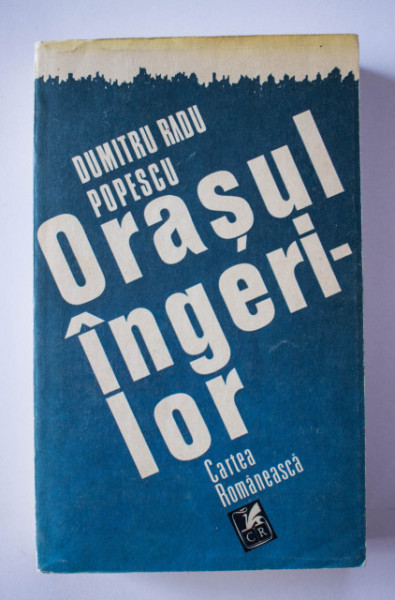 DUMITRU RADU
POPESCU
Orașul
îngeri-
lor
Cartea
Românească
CR